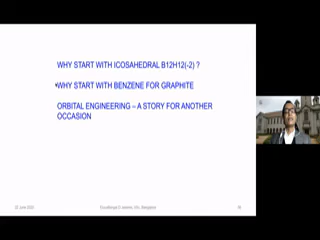 WHY START WITH ICOSAHEDRAL B12H12(-2) ?
•WHY START WITH BENZENE FOR GRAPHITE
ORBITAL ENGINEERING – A STORY FOR ANOTHER
OCCASION